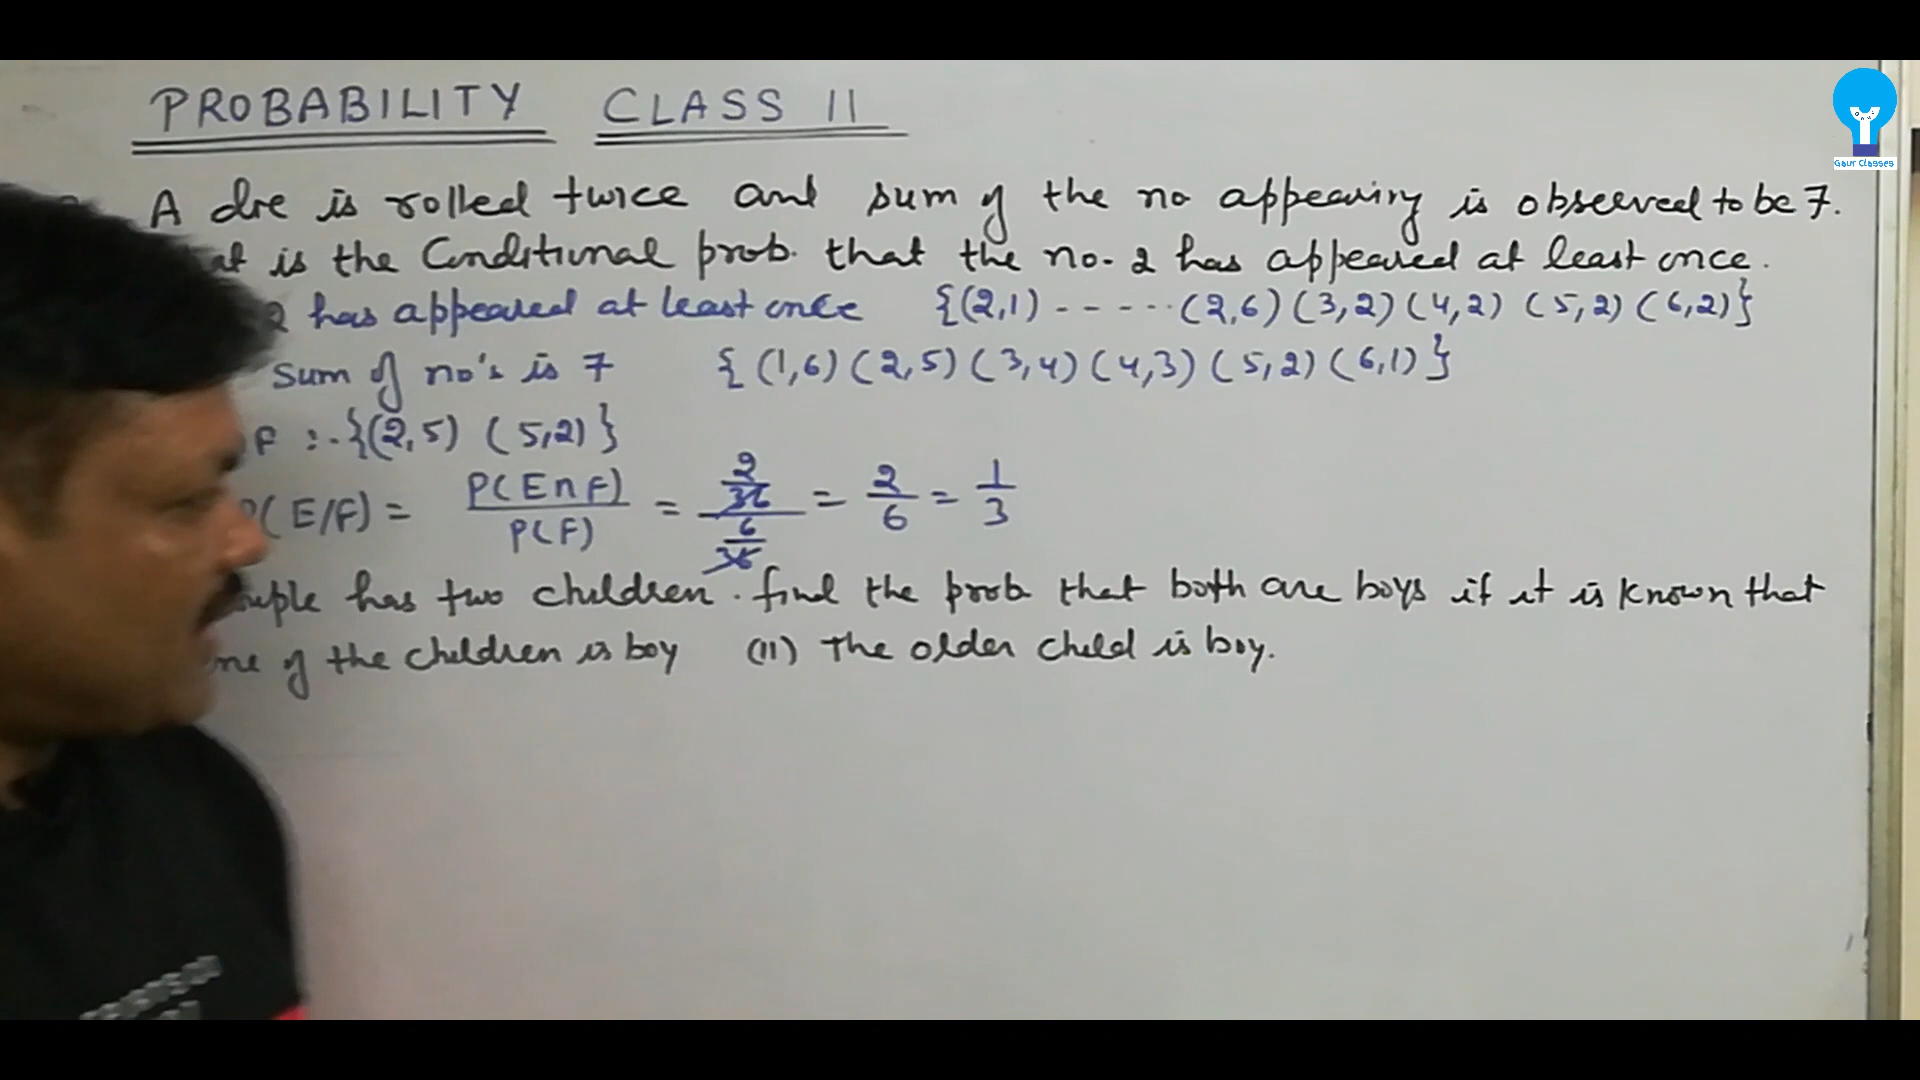 PROBABILITY CLASS 11
Gaur Classes
A die is rolled twice and sum of the no appearing is observed to be 7.
at is the Conditional prob. that the no. 2 has appeared at least once.
2 has appeared at least once {(2,1) - - - - - (2,6) (3,2) (4,2) (5,2) (6,2)}
Sum of no's is 7 { (1,6) (2,5) (3,4) (4,3) (5,2) (6,1) }
F :- {(2,5) (5,2)}
P(E/F) = P(E∩F)/P(F) = 2/36 / 6/36 = 2/6 = 1/3
uple has two children. find the prob that both are boys if it is known that
one of the children is boy (II) The older child is boy.